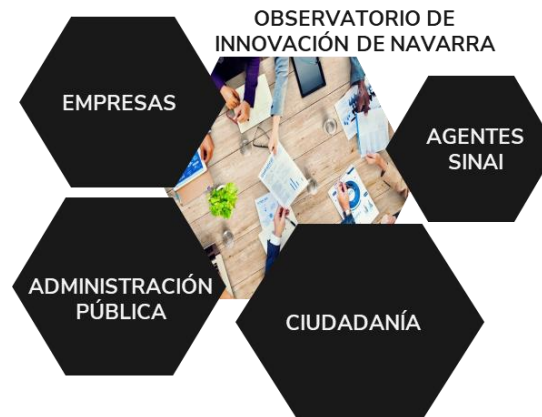 OBSERVATORIO DE
INNOVACIÓN DE NAVARRA
EMPRESAS
AGENTES
SINAI
ADMINISTRACIÓN
PÚBLICA
CIUDADANÍA